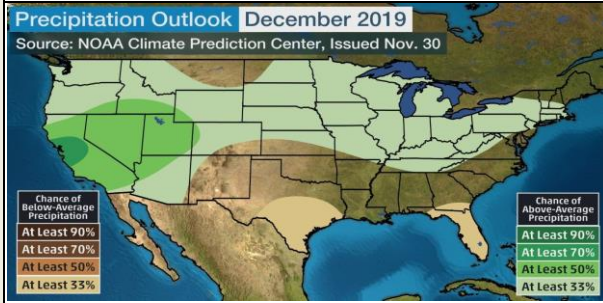 Precipitation Outlook December 2019
Source: NOAA Climate Prediction Center, Issued Nov. 30
Chance of
Below-Average
Precipitation
At Least 90%
At Least 70%
At Least 50%
At Least 33%
Chance of
Above-Average
Precipitation
At Least 90%
At Least 70%
At Least 50%
At Least 33%